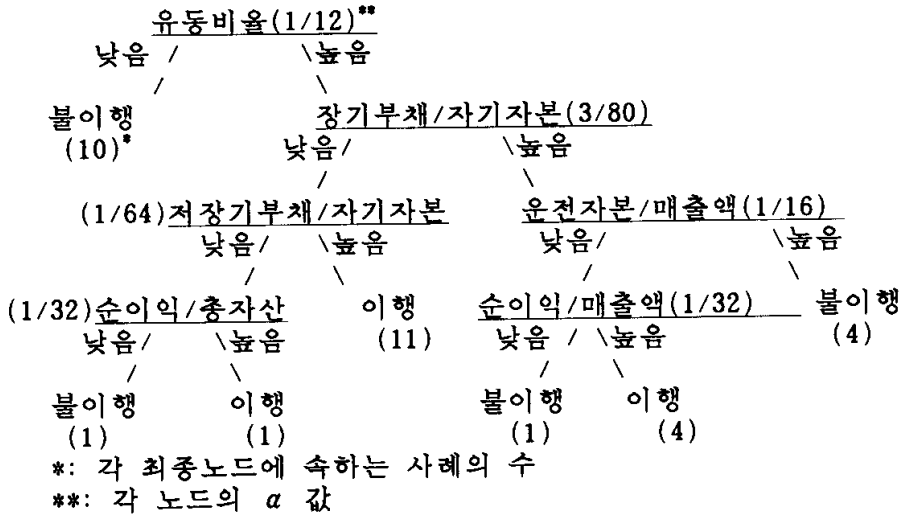 유동비율(1/12)**
낮음 / \높음
/ \
불이행 장기부채/자기자본(3/80)
(10)* 낮음/ \높음
/ \
(1/64)저장기부채/자기자본 운전자본/매출액(1/16)
낮음/ \높음 낮음/ \높음
/ \ / \
(1/32)순이익/총자산 이행 순이익/매출액(1/32) 불이행
낮음/ \높음 (11) 낮음 / \높음 (4)
/ \ / \
불이행 이행 불이행 이행
(1) (1) (1) (4)
*: 각 최종노드에 속하는 사례의 수
**: 각 노드의 α 값